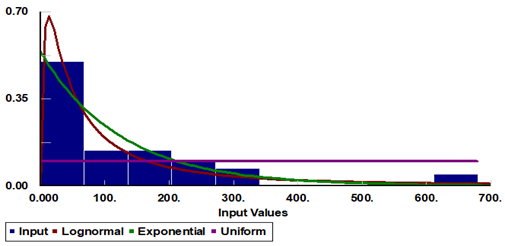 0.70
0.35
0.00
0.000 100. 200. 300. 400. 500. 600. 700.
Input Values
Input Lognormal Exponential Uniform